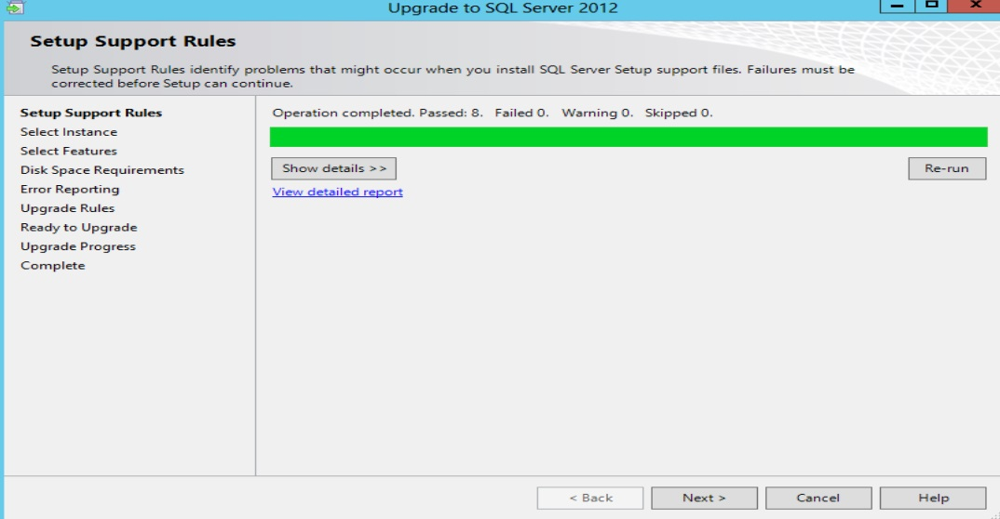 Upgrade to SQL Server 2012
Setup Support Rules
Setup Support Rules identify problems that might occur when you install SQL Server Setup support files. Failures must be
corrected before Setup can continue.
Setup Support Rules
Select Instance
Select Features
Disk Space Requirements
Error Reporting
Upgrade Rules
Ready to Upgrade
Upgrade Progress
Complete
Operation completed. Passed: 8. Failed 0. Warning 0. Skipped 0.
Show details >>
Re-run
View detailed report
< Back
Next >
Cancel
Help